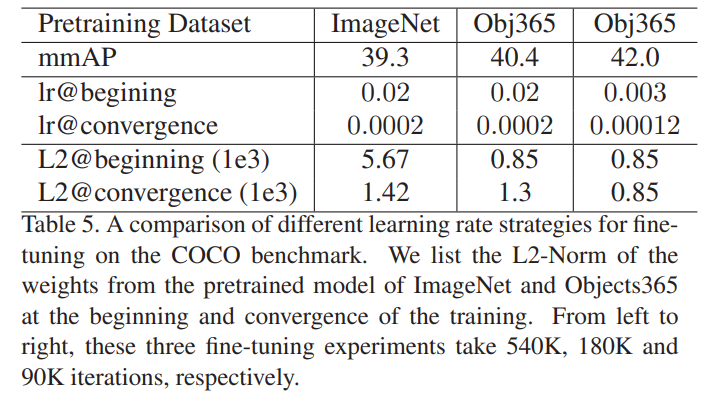 Pretraining Dataset ImageNet Obj365 Obj365
mmAP 39.3 40.4 42.0
lr@begining 0.02 0.02 0.003
lr@convergence 0.0002 0.0002 0.00012
L2@beginning (1e3) 5.67 0.85 0.85
L2@convergence (1e3) 1.42 1.3 0.85
Table 5. A comparison of different learning rate strategies for fine-
tuning on the COCO benchmark. We list the L2-Norm of the
weights from the pretrained model of ImageNet and Objects365
at the beginning and convergence of the training. From left to
right, these three fine-tuning experiments take 540K, 180K and
90K iterations, respectively.